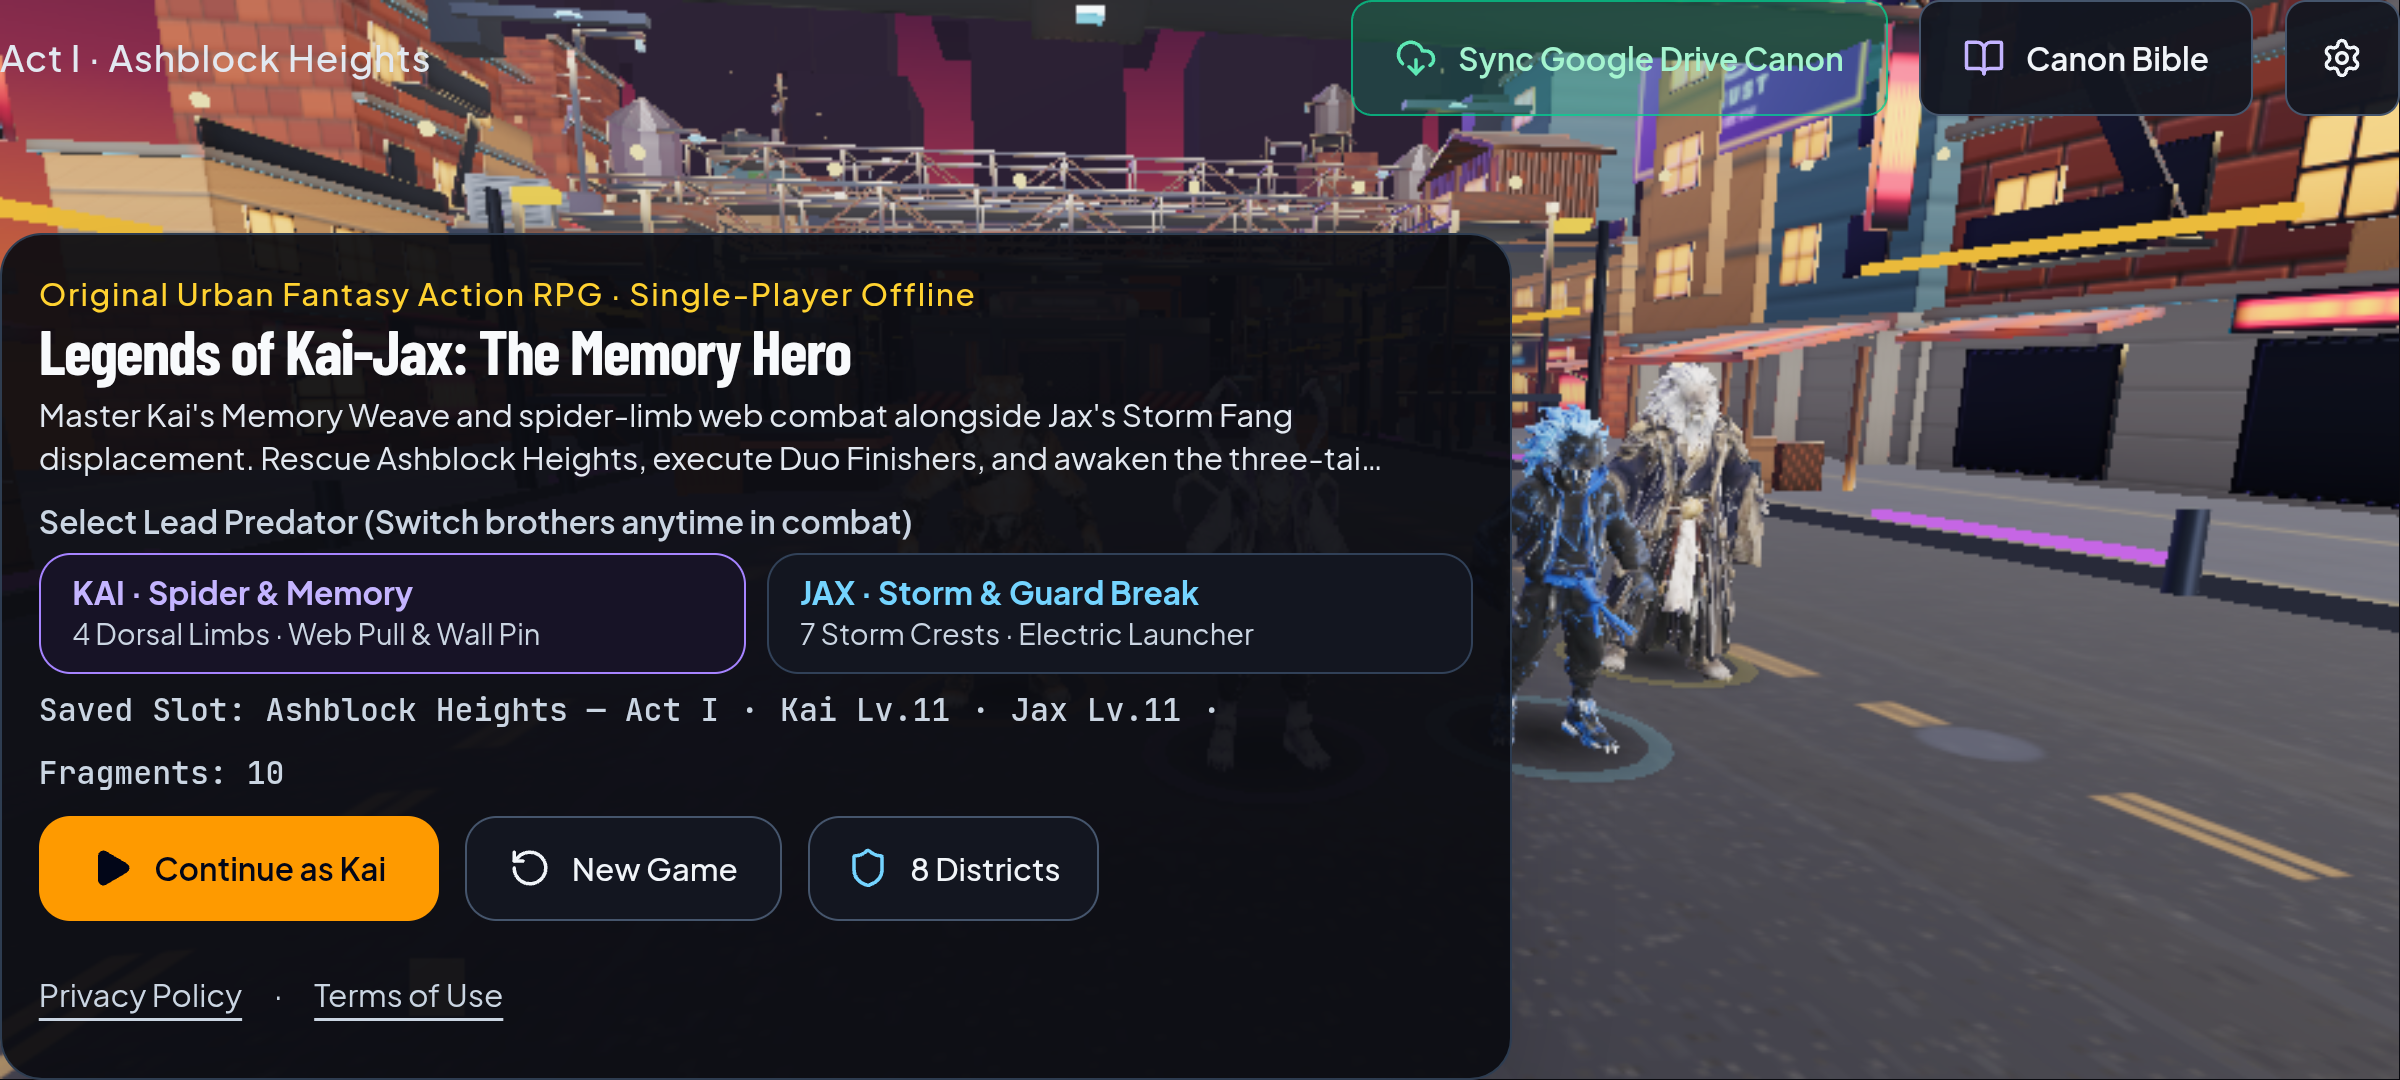 Act I · Ashblock Heights
Sync Google Drive Canon
Canon Bible
UST
Original Urban Fantasy Action RPG · Single-Player Offline
Legends of Kai-Jax: The Memory Hero
Master Kai's Memory Weave and spider-limb web combat alongside Jax's Storm Fang
displacement. Rescue Ashblock Heights, execute Duo Finishers, and awaken the three-tai...
Select Lead Predator (Switch brothers anytime in combat)
KAI · Spider & Memory
4 Dorsal Limbs · Web Pull & Wall Pin
JAX · Storm & Guard Break
7 Storm Crests · Electric Launcher
Saved Slot: Ashblock Heights — Act I · Kai Lv.11 · Jax Lv.11 ·
Fragments: 10
Continue as Kai
New Game
8 Districts
Privacy Policy · Terms of Use